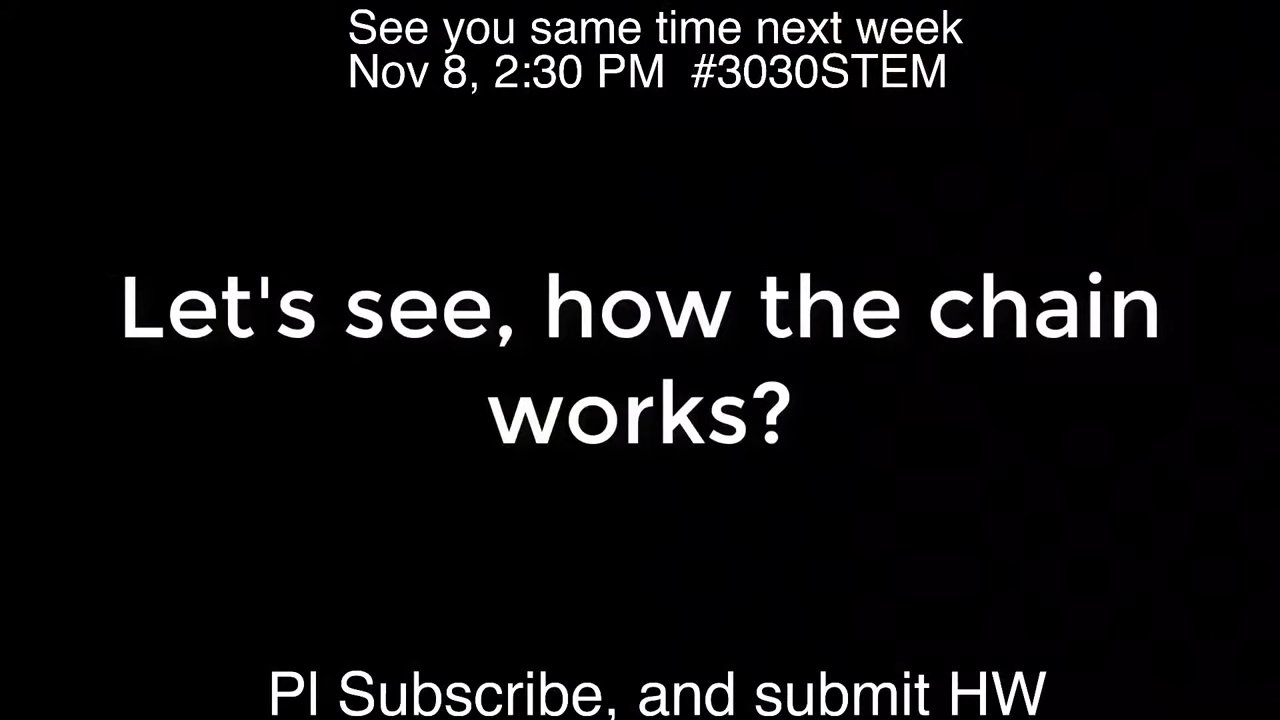 See you same time next week
Nov 8, 2:30 PM  #3030STEM
Let's see, how the chain
works?
Pl Subscribe, and submit HW